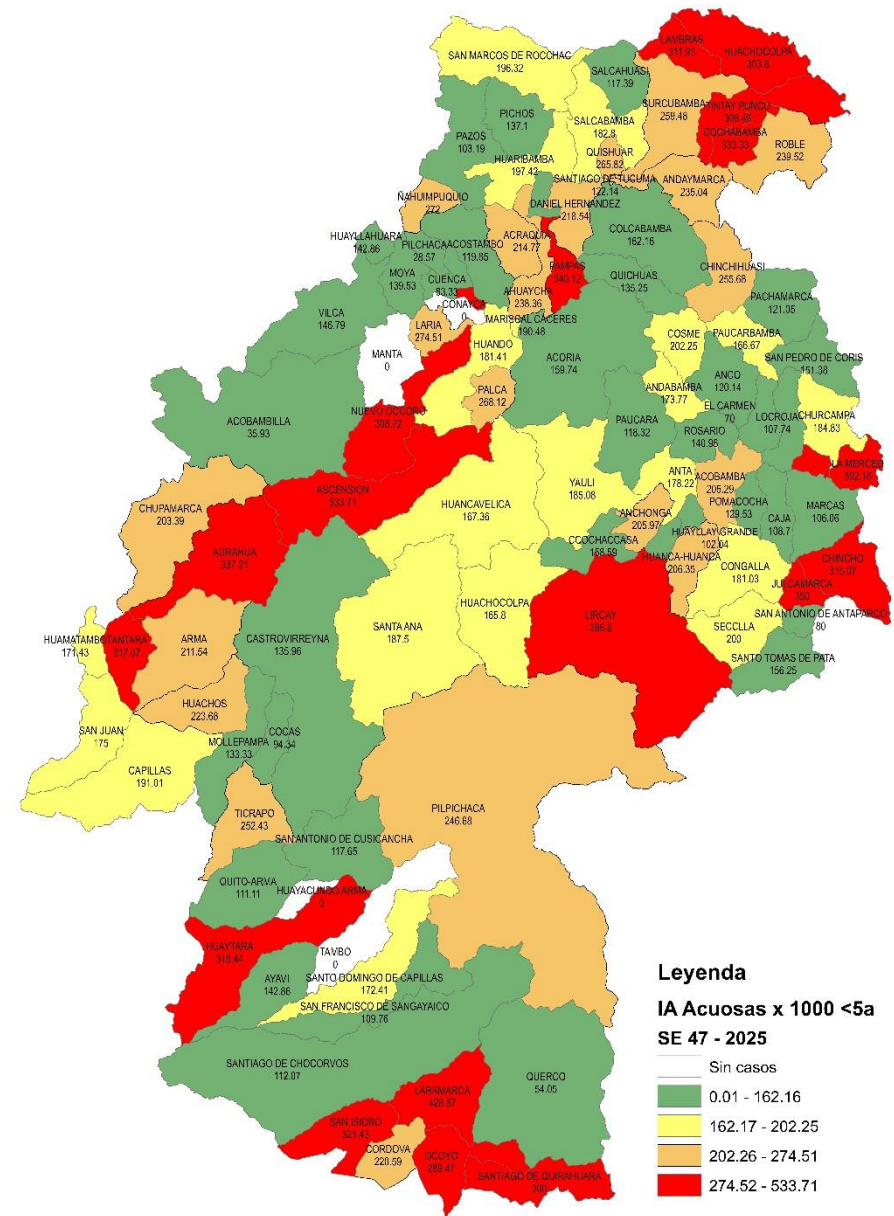 LAMBRAS
311.93
HUACHOCOLPA
303.6
SAN MARCOS DE ROCCHAC
196.32
SALCAHUASI
117.39
SURCUBAMBA
258.48
TINTAY PUNCU
308.46
PICHOS
137.1
SALCABAMBA
182.8
COCHABAMBA
333.33
PAZOS
103.19
ROBLE
239.52
QUISHUAR
265.82
HUARIBAMBA
197.42
SANTIAGO DE TUCUMA
122.14
ANDAYMARCA
235.04
ÑAHUIMPUQUIO
272
DANIEL HERNANDEZ
218.54
COLCABAMBA
162.16
HUAYLLAHUARA
142.86
PILCHACA
28.57
ACOSTAMBO
119.85
ACRAQUIA
214.77
PAMPAS
340.12
QUICHUAS
135.25
CHINCHIHUASI
255.68
MOYA
139.53
CUENCA
83.33
AHUAYCHA
238.36
PACHAMARCA
121.35
CONAYCA
0
VILCA
146.79
LARIA
274.51
MARISCAL CACERES
190.48
HUANDO
181.41
COSME
202.25
PAUCARBAMBA
166.67
MANTA
0
ACORIA
159.74
SAN PEDRO DE CORIS
151.38
PALCA
268.12
ANDABAMBA
173.77
ANCO
120.14
EL CARMEN
70
NUEVO OCCORO
308.72
ACOBAMBILLA
35.93
PAUCARA
118.32
ROSARIO
140.95
LOCROJA
107.74
CHURCAMPA
184.83
LA MERCED
392.16
ASCENSION
533.71
YAULI
185.08
ANTA
178.22
ACOBAMBA
205.29
CHUPAMARCA
203.39
HUANCAVELICA
167.36
ANCHONGA
205.97
POMACOCHA
129.53
CAJA
108.7
MARCAS
106.06
AURAHUA
337.21
CCOCHACCASA
158.59
HUAYLLAY GRANDE
102.04
HUANCA-HUANCA
206.35
CONGALLA
181.03
CHINCHO
JULCAMARCA
350
HUACHOCOLPA
165.8
LIRCAY
286.6
SANTA ANA
187.5
SECCLLA
200
SAN ANTONIO DE ANTAPARCO
80
HUAMATAMBO
171.43
TANTARA
317.07
ARMA
211.54
CASTROVIRREYNA
135.96
SANTO TOMAS DE PATA
156.25
HUACHOS
223.68
SAN JUAN
175
MOLLEPAMPA
133.33
COCAS
94.34
CAPILLAS
191.01
PILPICHACA
246.68
TICRAPO
252.43
SAN ANTONIO DE CUSICANCHA
117.65
QUITO-ARMA
111.11
HUAYACUNDO ARMA
0
HUAYTARA
318.44
TAMBO
0
AYAVI
142.86
SANTO DOMINGO DE CAPILLAS
172.41
SAN FRANCISCO DE SANGAYAICO
109.76
SANTIAGO DE CHOCORVOS
112.07
QUERCO
54.05
LARAMARCA
428.57
SAN ISIDRO
321.43
CORDOVA
220.59
OCOYO
289.47
SANTIAGO DE QUIRAHUARA
300
Leyenda
IA Acuosas x 1000 <5a
SE 47 - 2025
Sin casos
0.01 - 162.16
162.17 - 202.25
202.26 - 274.51
274.52 - 533.71